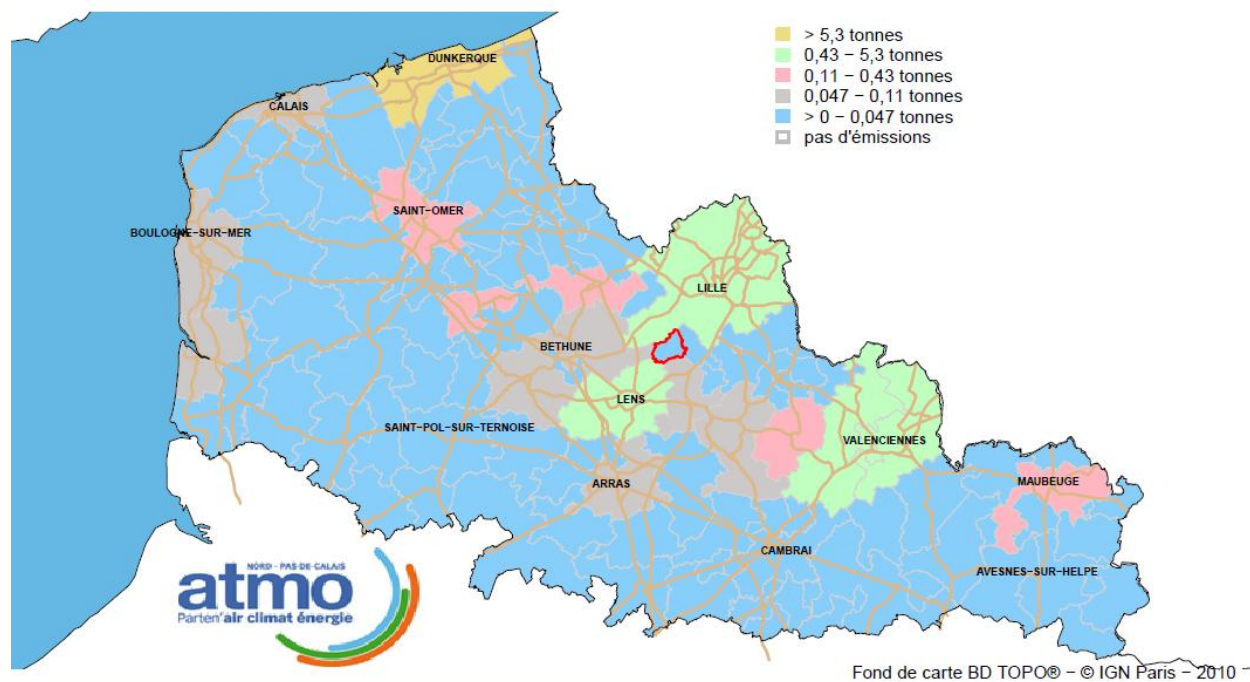 > 5,3 tonnes
0,43 − 5,3 tonnes
0,11 − 0,43 tonnes
0,047 − 0,11 tonnes
> 0 − 0,047 tonnes
pas d'émissions
DUNKERQUE
CALAIS
SAINT−OMER
BOULOGNE−SUR−MER
LILLE
BETHUNE
LENS
SAINT−POL−SUR−TERNOISE
VALENCIENNES
ARRAS
MAUBEUGE
CAMBRAI
AVESNES−SUR−HELPE
NORD - PAS-DE-CALAIS
atmo
Parten'air climat énergie
Fond de carte BD TOPO® − © IGN Paris − 2010